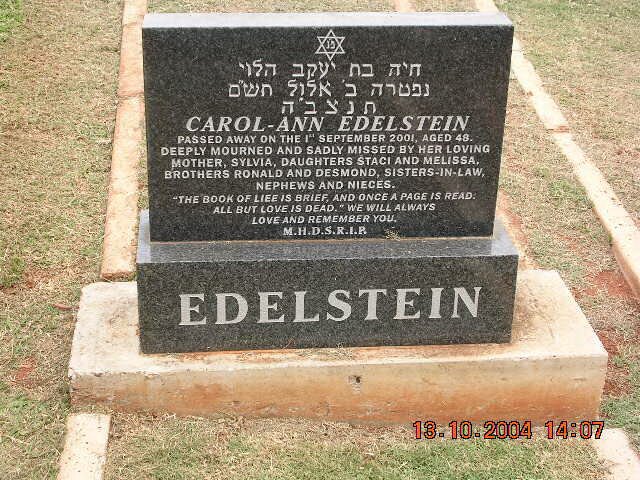 פנ
חיה בת יעקב הלוי
נפטרה ב׳ אלול תש״ם
ת נ צ ב ״ ה
CAROL-ANN EDELSTEIN
PASSED AWAY ON THE 1ST SEPTEMBER 2001, AGED 48.
DEEPLY MOURNED AND SADLY MISSED BY HER LOVING
MOTHER, SYLVIA, DAUGHTERS STACI AND MELISSA,
BROTHERS RONALD AND DESMOND, SISTERS-IN-LAW,
NEPHEWS AND NIECES.
"THE BOOK OF LIFE IS BRIEF, AND ONCE A PAGE IS READ:
ALL BUT LOVE IS DEAD." WE WILL ALWAYS
LOVE AND REMEMBER YOU.
M.H.D.S.R.I.P.
EDELSTEIN
13.10.2004 14:07